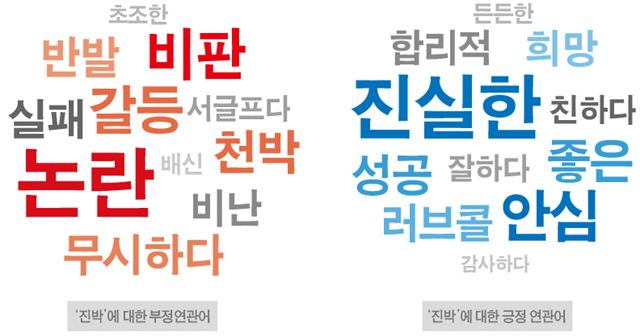 초조한
반발 비판
실패 갈등 서글프다
논란 배신 천박
비난
무시하다
'진박'에 대한 부정연관어
든든한
합리적 희망
진실한 친하다
성공 잘하다 좋은
러브콜 안심
감사하다
'진박'에 대한 긍정 연관어